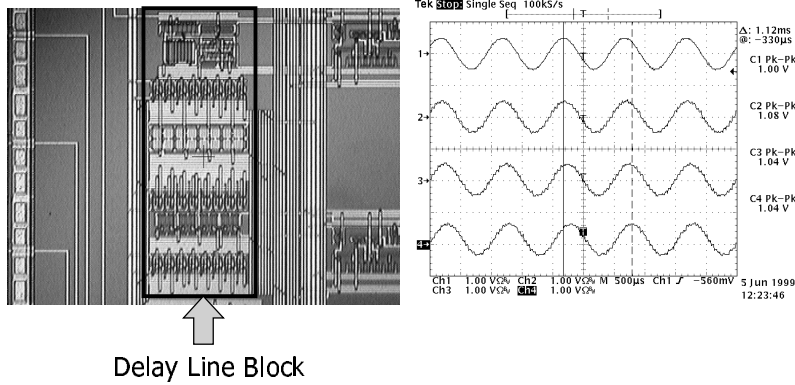 Delay Line Block
Tek Stop: Single Seq 100kS/s
T
Δ: 1.12ms
@: -330µs
1
C1 Pk-Pk
1.00 V
2
C2 Pk-Pk
1.08 V
3
C3 Pk-Pk
1.04 V
C4 Pk-Pk
1.04 V
T
4
Ch1 1.00 V Ch2 1.00 V M 500µs Ch1 -560mV
Ch3 1.00 V Ch4 1.00 V
5 Jun 1999
12:23:46